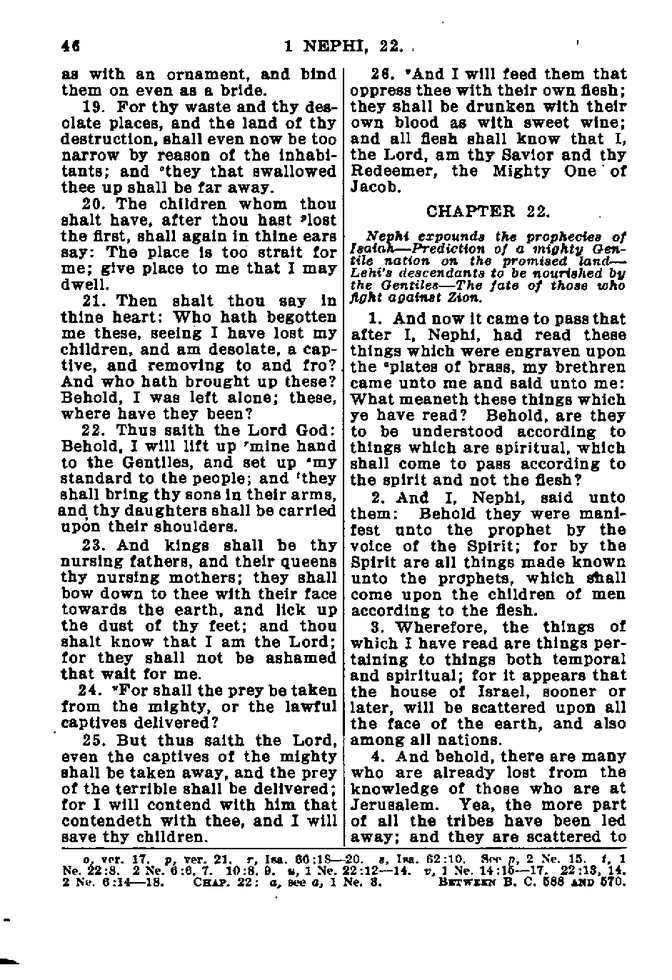 46
1 NEPHI, 22.
as with an ornament, and bind
them on even as a bride.
19. For thy waste and thy des-
olate places, and the land of thy
destruction, shall even now be too
narrow by reason of the inhabi-
tants; and ᵒthey that swallowed
thee up shall be far away.
20. The children whom thou
shalt have, after thou hast ᵖlost
the first, shall again in thine ears
say: The place is too strait for
me; give place to me that I may
dwell.
21. Then shalt thou say in
thine heart: Who hath begotten
me these, seeing I have lost my
children, and am desolate, a cap-
tive, and removing to and fro?
And who hath brought up these?
Behold, I was left alone; these,
where have they been?
22. Thus saith the Lord God:
Behold, I will lift up ʳmine hand
to the Gentiles, and set up ˢmy
standard to the people; and ᵗthey
shall bring thy sons in their arms,
and thy daughters shall be carried
upon their shoulders.
23. And kings shall be thy
nursing fathers, and their queens
thy nursing mothers; they shall
bow down to thee with their face
towards the earth, and lick up
the dust of thy feet; and thou
shalt know that I am the Lord;
for they shall not be ashamed
that wait for me.
24. ᵘFor shall the prey be taken
from the mighty, or the lawful
captives delivered?
25. But thus saith the Lord,
even the captives of the mighty
shall be taken away, and the prey
of the terrible shall be delivered;
for I will contend with him that
contendeth with thee, and I will
save thy children.
26. ᵛAnd I will feed them that
oppress thee with their own flesh;
they shall be drunken with their
own blood as with sweet wine;
and all flesh shall know that I,
the Lord, am thy Savior and thy
Redeemer, the Mighty One of
Jacob.
CHAPTER 22.
Nephi expounds the prophecies of
Isaiah—Prediction of a mighty Gen-
tile nation on the promised land—
Lehi's descendants to be nourished by
the Gentiles—The fate of those who
fight against Zion.
1. And now it came to pass that
after I, Nephi, had read these
things which were engraven upon
the ᵃplates of brass, my brethren
came unto me and said unto me:
What meaneth these things which
ye have read? Behold, are they
to be understood according to
things which are spiritual, which
shall come to pass according to
the spirit and not the flesh?
2. And I, Nephi, said unto
them: Behold they were mani-
fest unto the prophet by the
voice of the Spirit; for by the
Spirit are all things made known
unto the prophets, which shall
come upon the children of men
according to the flesh.
3. Wherefore, the things of
which I have read are things per-
taining to things both temporal
and spiritual; for it appears that
the house of Israel, sooner or
later, will be scattered upon all
the face of the earth, and also
among all nations.
4. And behold, there are many
who are already lost from the
knowledge of those who are at
Jerusalem. Yea, the more part
of all the tribes have been led
away; and they are scattered to
o, ver. 17. p, ver. 21. r, Isa. 66:18—20. s, Isa. 62:10. See p, 2 Ne. 15. t, 1
Ne. 22:8. 2 Ne. 6:6, 7. 10:8, 9. u, 1 Ne. 22:12—14. v, 1 Ne. 14:15—17. 22:13, 14.
2 Ne. 6:14—18. CHAP. 22: a, see a, 1 Ne. 3. BETWEEN B. C. 588 AND 570.